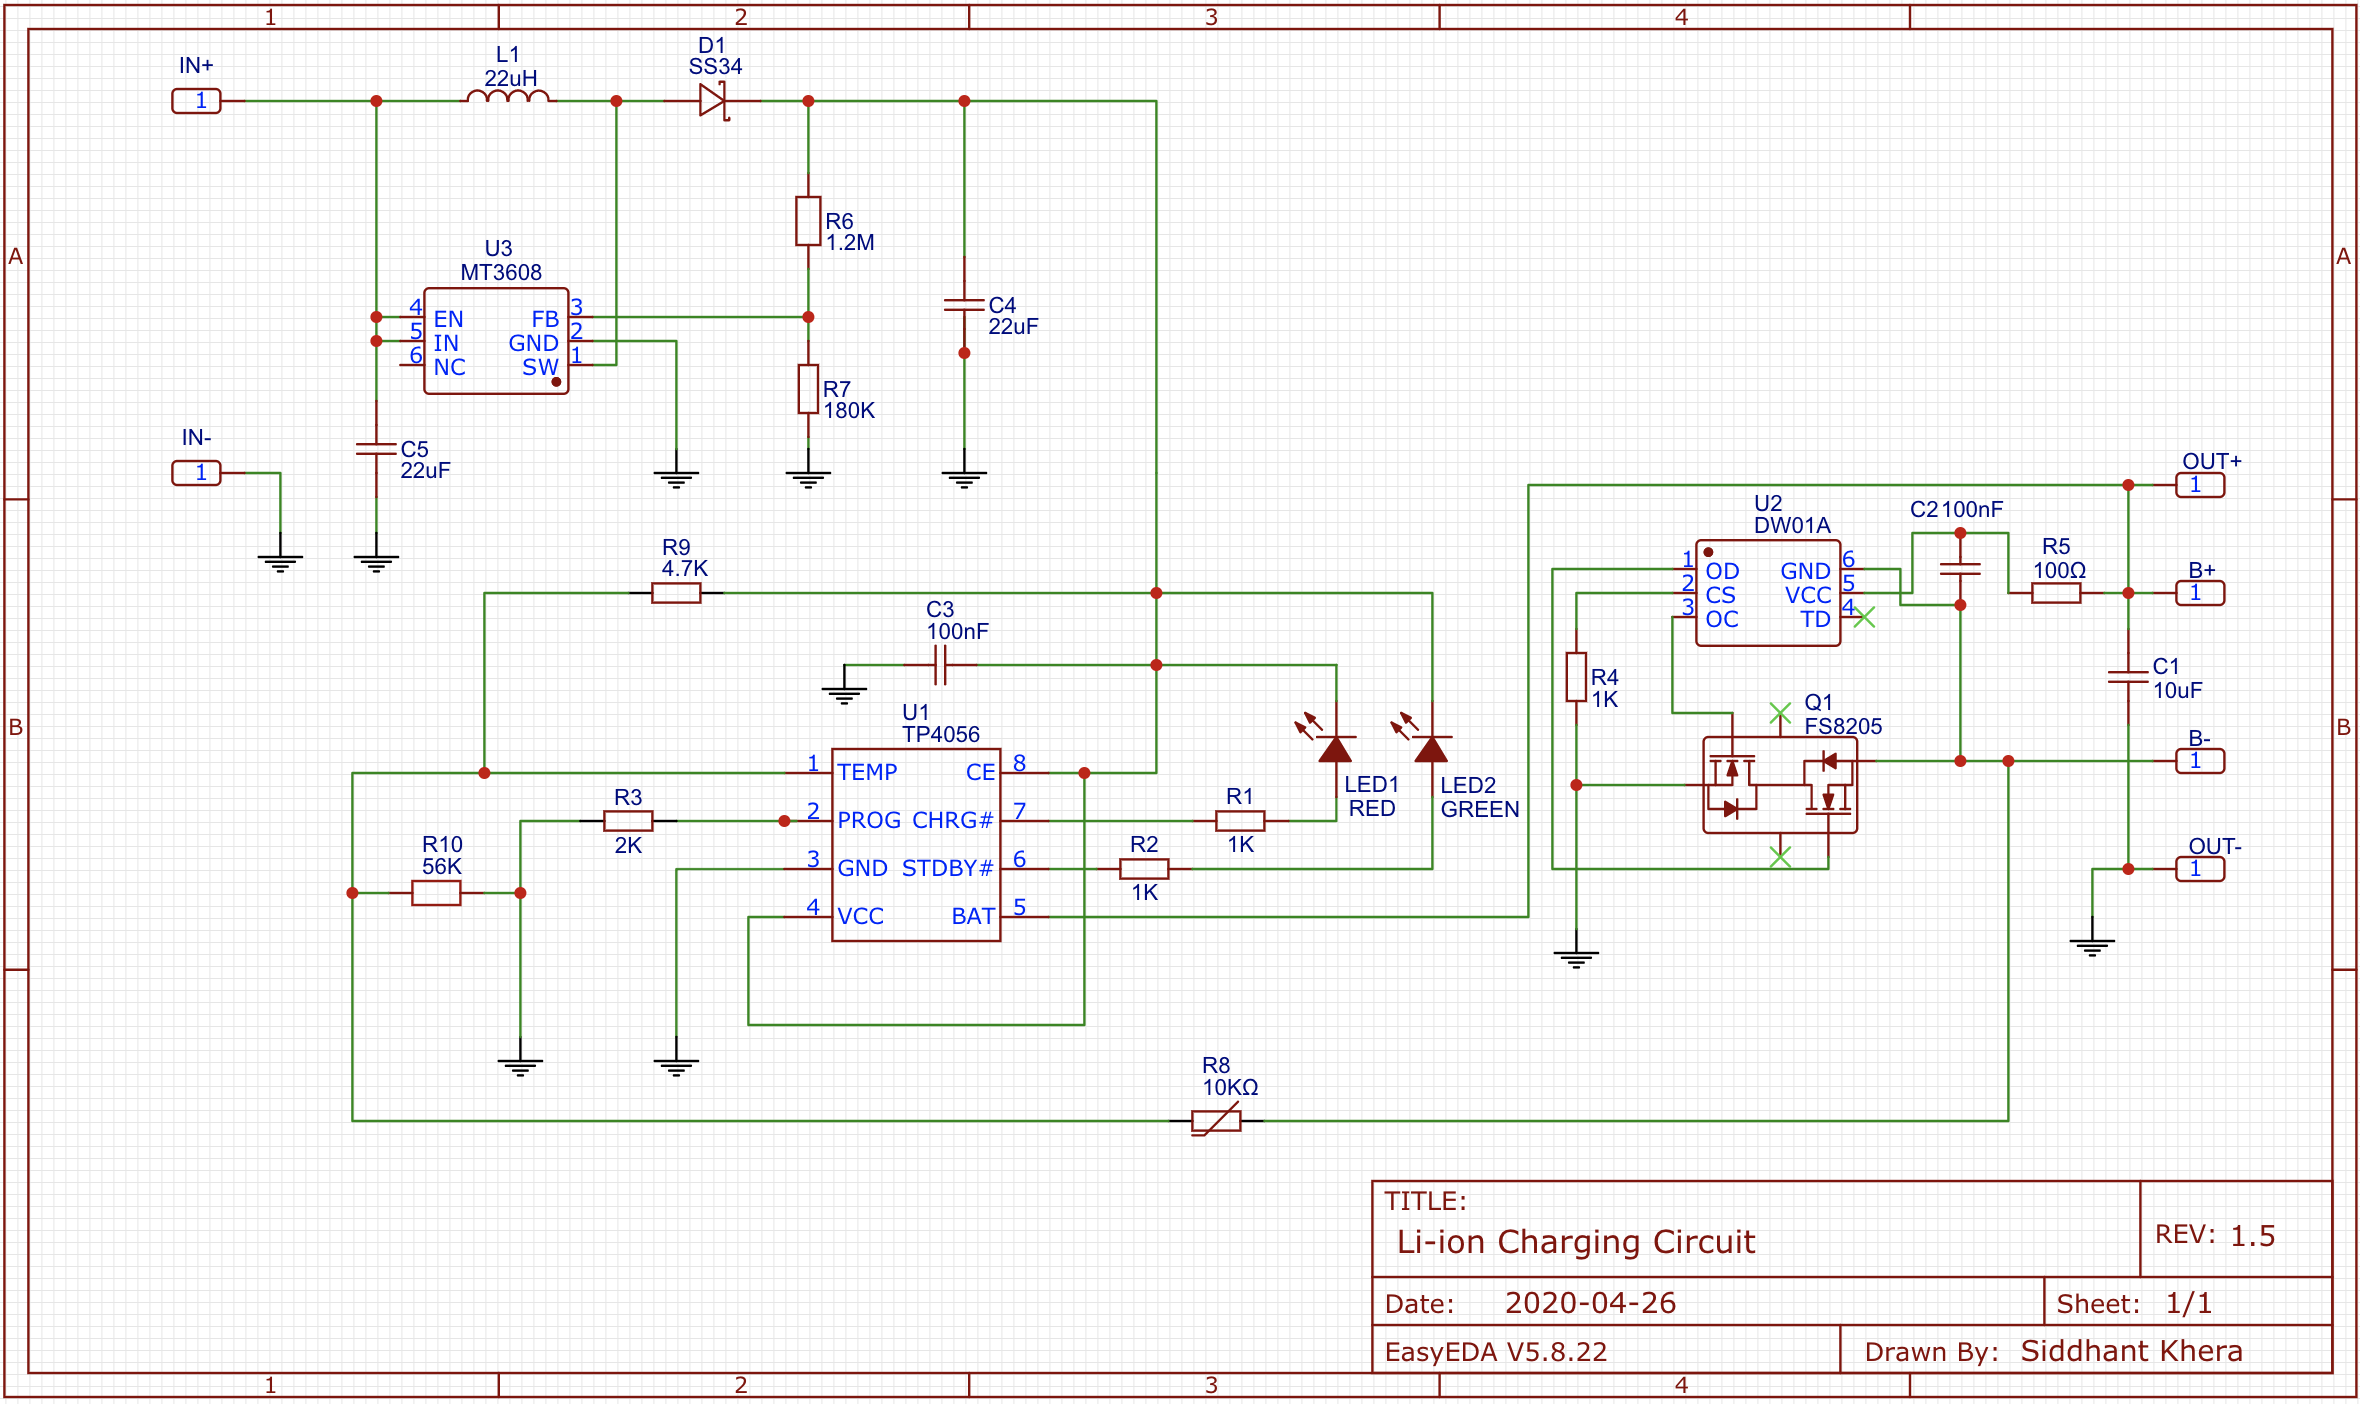 1 2 3 4
A
A
B
B
IN+
1
L1
22uH
D1
SS34
R6
1.2M
U3
MT3608
4 EN
5 IN
6 NC
FB 3
GND 2
SW 1
C4
22uF
R7
180K
IN-
1
C5
22uF
OUT+
1
U2
DW01A
1 OD
2 CS
3 OC
GND 6
VCC 5
TD 4
C2 100nF
R5
100Ω
B+
1
R9
4.7K
C3
100nF
R4
1K
C1
10uF
Q1
FS8205
B-
1
U1
TP4056
1 TEMP
2 PROG
3 GND
4 VCC
CE 8
CHRG# 7
STDBY# 6
BAT 5
LED1
RED
LED2
GREEN
R3
2K
R1
1K
R2
1K
R10
56K
OUT-
1
R8
10KΩ
TITLE:
Li-ion Charging Circuit
REV: 1.5
Date: 2020-04-26
Sheet: 1/1
EasyEDA V5.8.22
Drawn By: Siddhant Khera
1 2 3 4